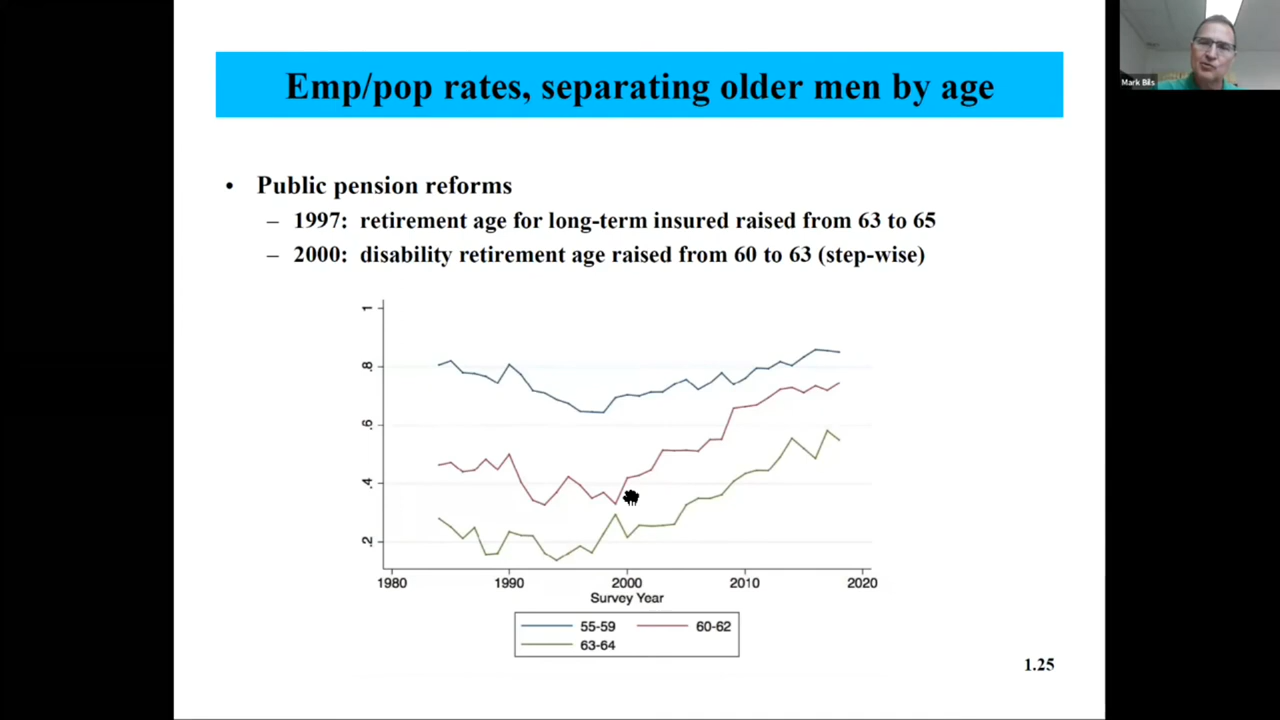 Emp/pop rates, separating older men by age
Mark Bils
• Public pension reforms
– 1997: retirement age for long-term insured raised from 63 to 65
– 2000: disability retirement age raised from 60 to 63 (step-wise)
1
.8
.6
.4
.2
1980 1990 2000 2010 2020
Survey Year
55-59 60-62
63-64
1.25